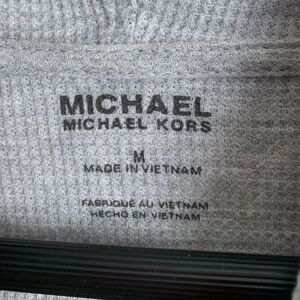 MICHAEL
MICHAEL KORS
M
MADE IN VIETNAM
FABRIQUÉ AU VIETNAM
HECHO EN VIETNAM